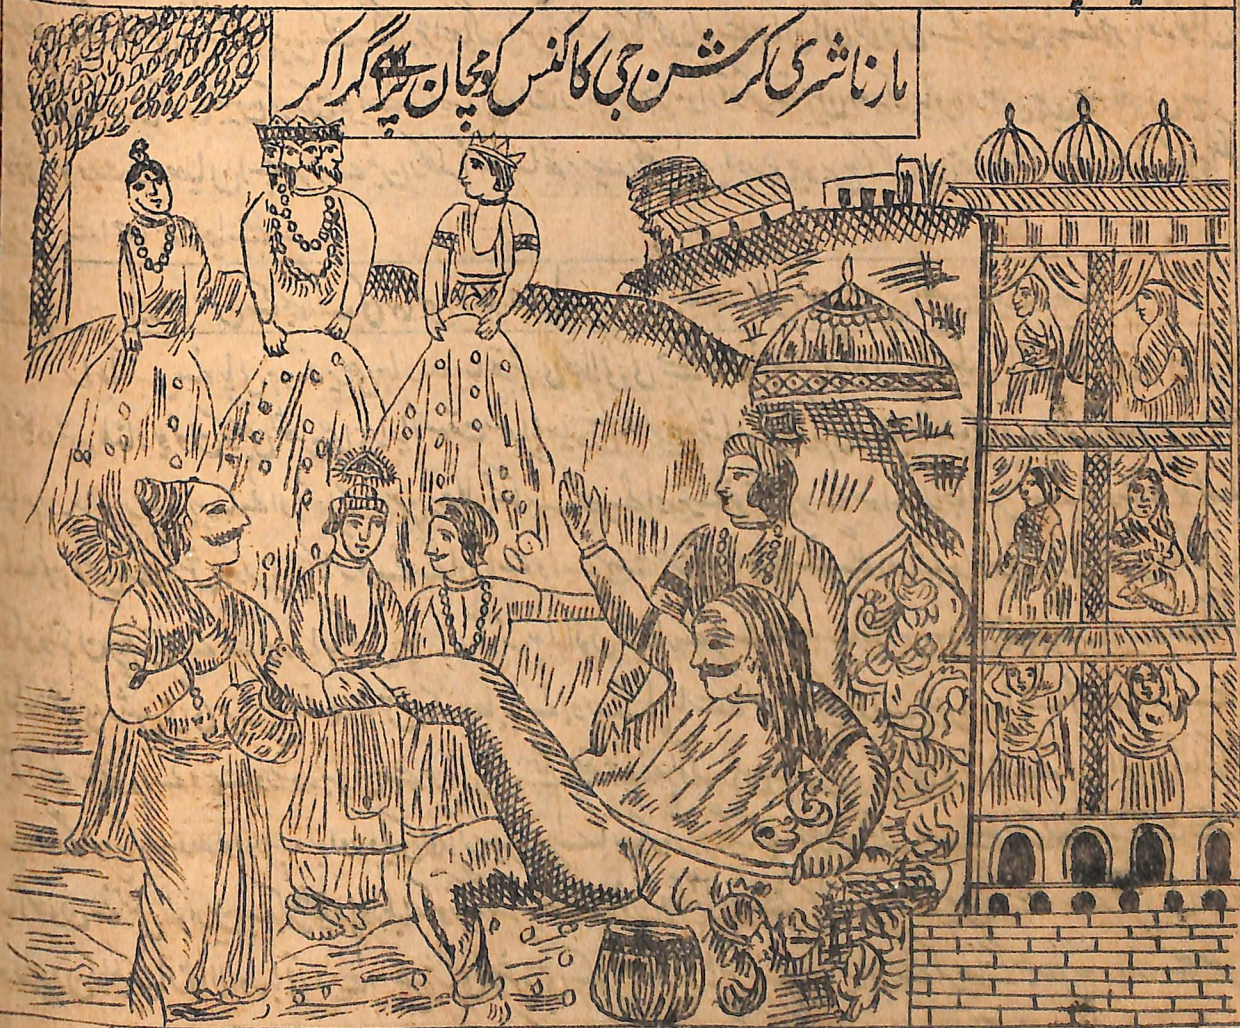 مارنا شری کرشن جی کا کنس کو مچان پر سے گرا کر